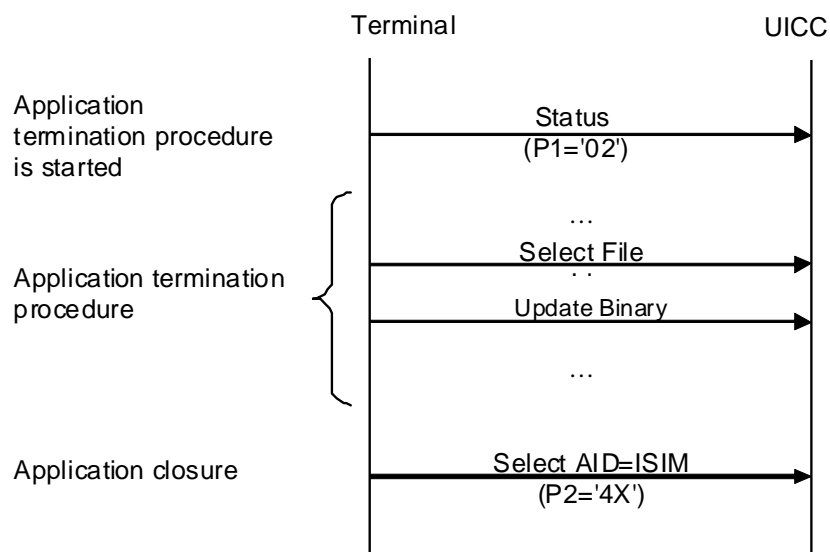 Terminal
UICC
Application
termination procedure
is started
Status
(P1='02')
...
Select File
. .
Application termination
procedure
Update Binary
...
Application closure
Select AID=ISIM
(P2='4X')